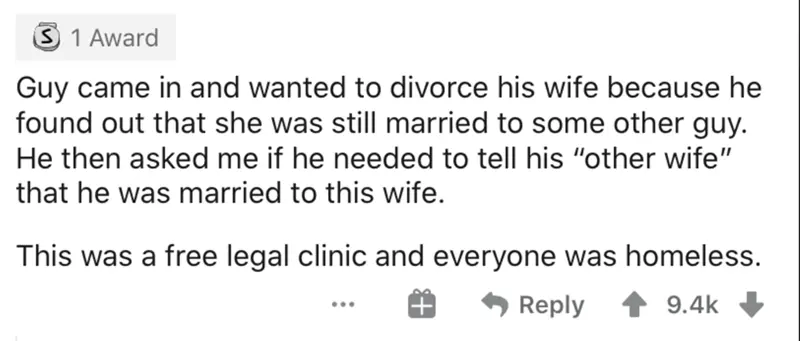 1 Award
Guy came in and wanted to divorce his wife because he
found out that she was still married to some other guy.
He then asked me if he needed to tell his “other wife”
that he was married to this wife.
This was a free legal clinic and everyone was homeless.
Reply 9.4k